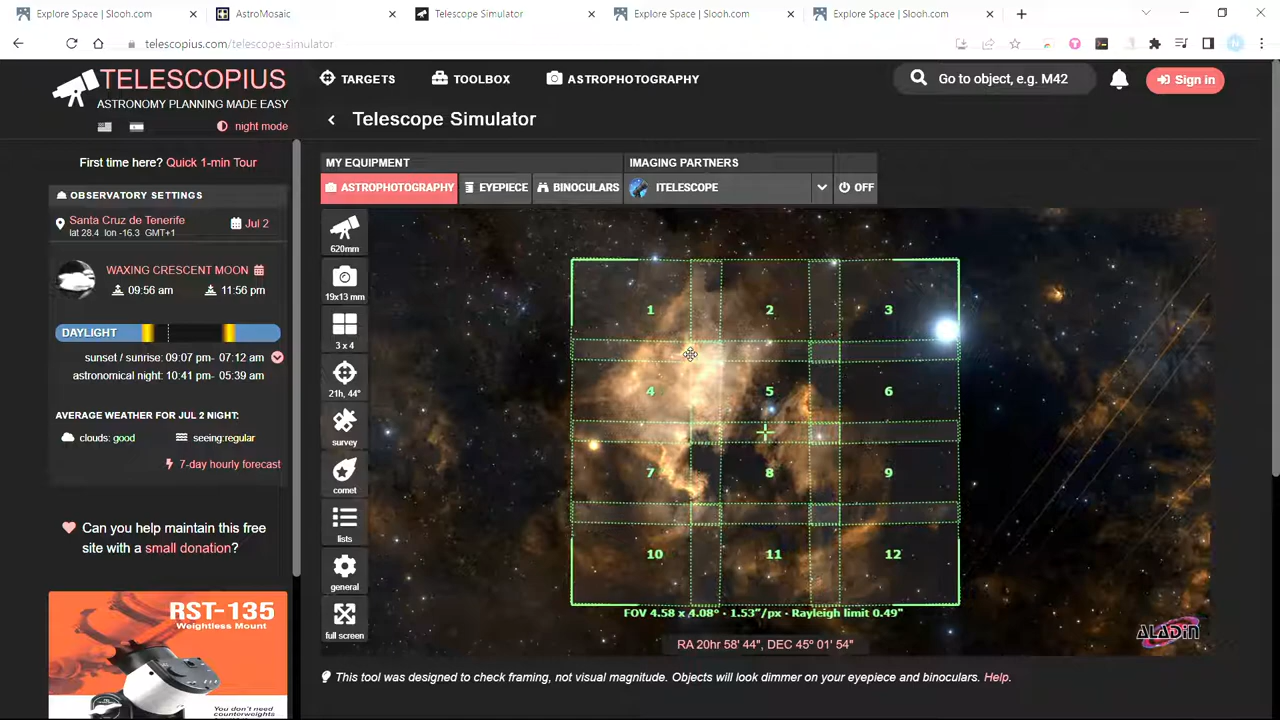 Explore Space | Slooh.com
AstroMosaic
Telescope Simulator
Explore Space | Slooh.com
Explore Space | Slooh.com
telescopius.com/telescope-simulator
TELESCOPIUS
ASTRONOMY PLANNING MADE EASY
night mode
TARGETS
TOOLBOX
ASTROPHOTOGRAPHY
Go to object, e.g. M42
Sign in
Telescope Simulator
First time here? Quick 1-min Tour
OBSERVATORY SETTINGS
Santa Cruz de Tenerife
lat 28.4 lon -16.3 GMT+1
Jul 2
WAXING CRESCENT MOON
09:56 am
11:56 pm
DAYLIGHT
sunset / sunrise: 09:07 pm- 07:12 am
astronomical night: 10:41 pm- 05:39 am
AVERAGE WEATHER FOR JUL 2 NIGHT:
clouds: good
seeing:regular
7-day hourly forecast
Can you help maintain this free
site with a small donation?
RST-135
Weightless Mount
You don't need
counterweights
MY EQUIPMENT
IMAGING PARTNERS
ASTROPHOTOGRAPHY
EYEPIECE
BINOCULARS
ITELESCOPE
OFF
620mm
19x13 mm
3 x 4
21h, 44°
survey
comet
lists
general
full screen
1
2
3
4
5
6
7
8
9
10
11
12
FOV 4.58 x 4.08° · 1.53"/px · Rayleigh limit 0.49"
RA 20hr 58' 44", DEC 45° 01' 54"
ALADIN
This tool was designed to check framing, not visual magnitude. Objects will look dimmer on your eyepiece and binoculars. Help.